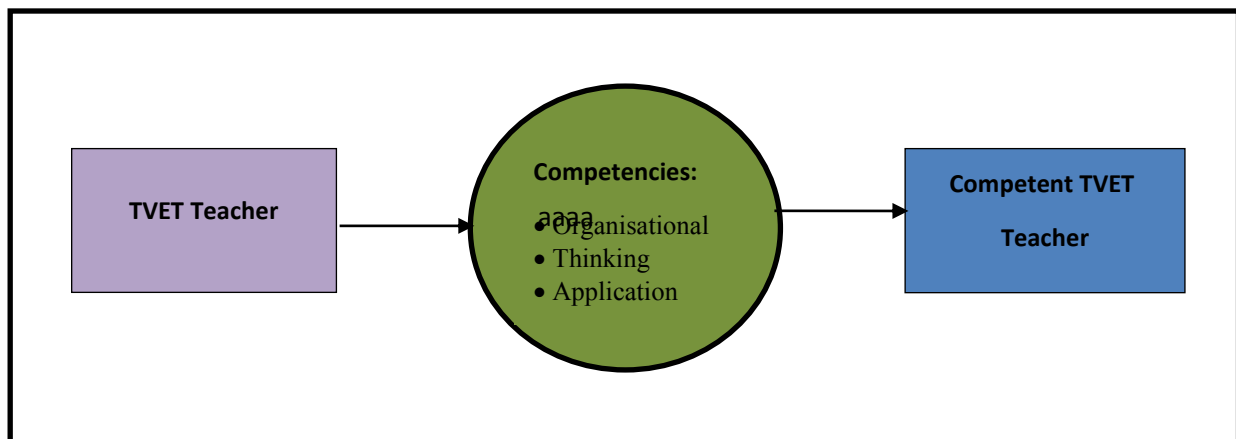 TVET Teacher
Competencies:
aaaa
• Organisational
• Thinking
• Application
Competent TVET
Teacher